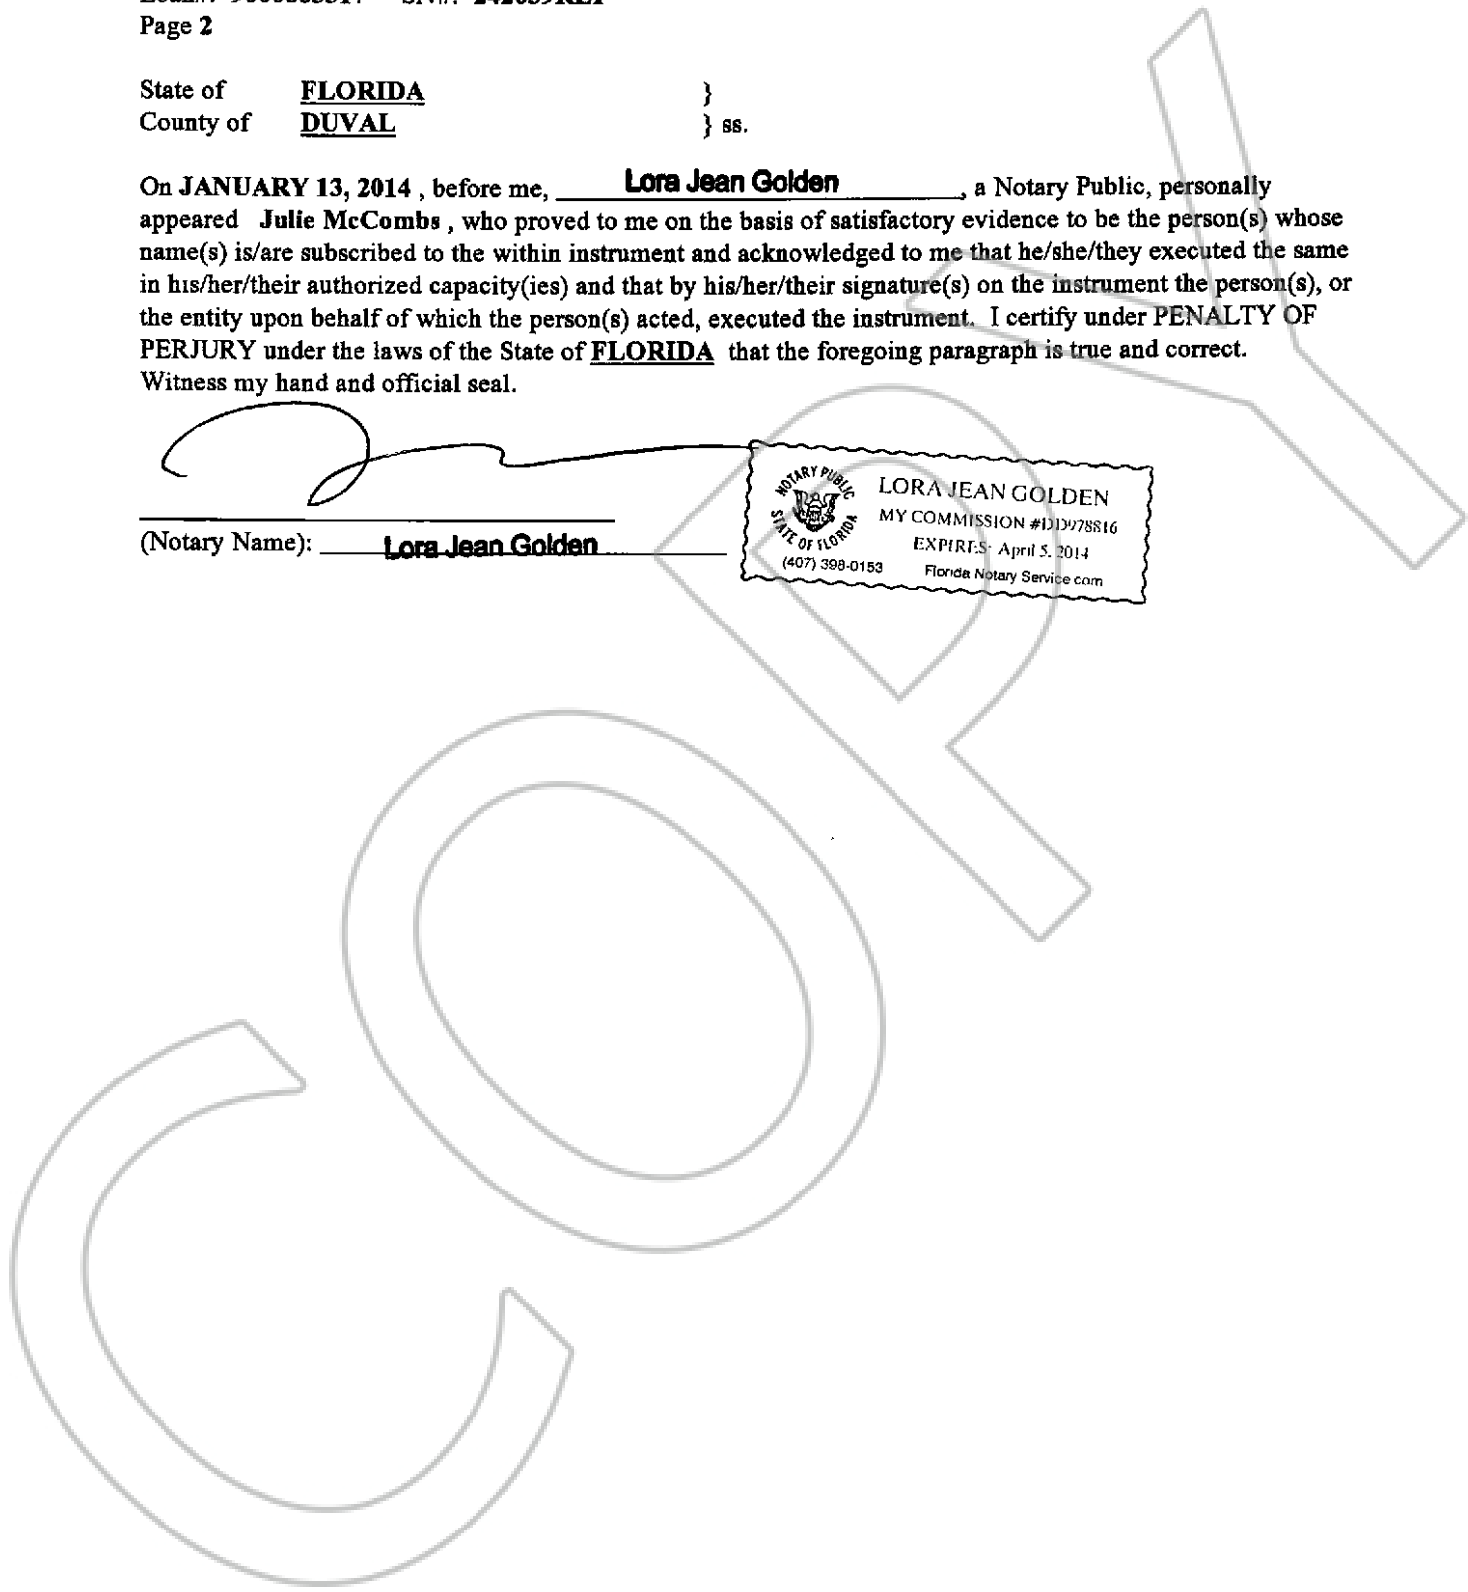 Page 2
State of FLORIDA }
County of DUVAL } ss.
On JANUARY 13, 2014 , before me, Lora Jean Golden , a Notary Public, personally
appeared Julie McCombs , who proved to me on the basis of satisfactory evidence to be the person(s) whose
name(s) is/are subscribed to the within instrument and acknowledged to me that he/she/they executed the same
in his/her/their authorized capacity(ies) and that by his/her/their signature(s) on the instrument the person(s), or
the entity upon behalf of which the person(s) acted, executed the instrument. I certify under PENALTY OF
PERJURY under the laws of the State of FLORIDA that the foregoing paragraph is true and correct.
Witness my hand and official seal.
(Notary Name): Lora Jean Golden
NOTARY PUBLIC
STATE OF FLORIDA
(407) 398-0153
LORA JEAN GOLDEN
MY COMMISSION #DD978816
EXPIRES: April 5, 2014
Florida Notary Service com
COPY